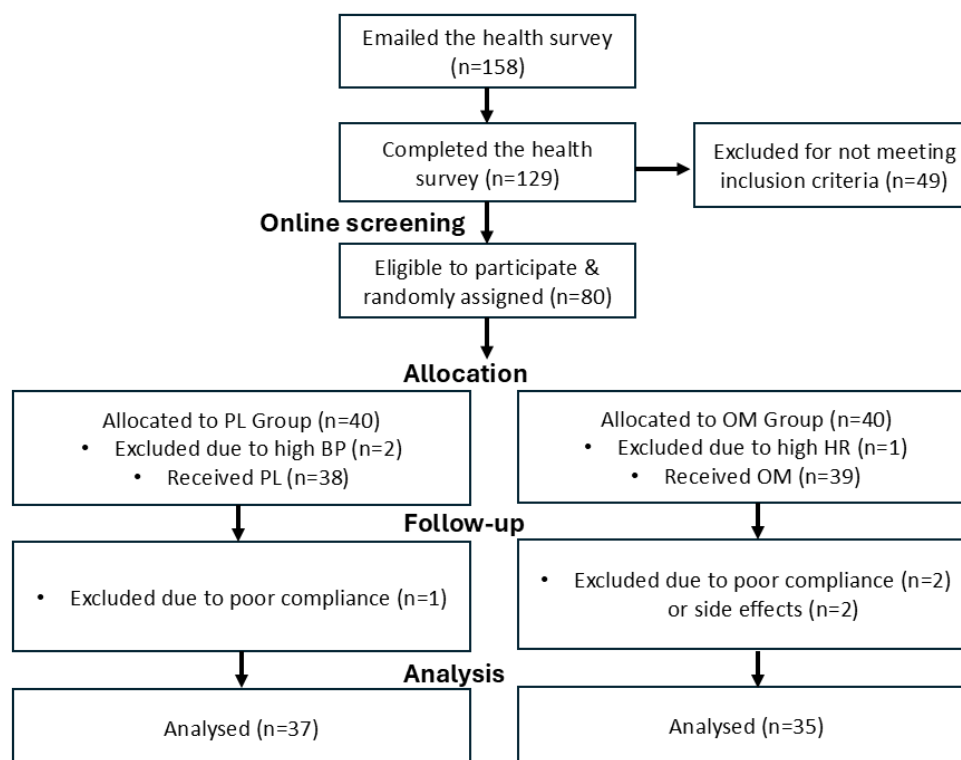 Emailed the health survey
(n=158)
Completed the health
survey (n=129)
Excluded for not meeting
inclusion criteria (n=49)
Online screening
Eligible to participate &
randomly assigned (n=80)
Allocation
Allocated to PL Group (n=40)
• Excluded due to high BP (n=2)
• Received PL (n=38)
Allocated to OM Group (n=40)
• Excluded due to high HR (n=1)
• Received OM (n=39)
Follow-up
• Excluded due to poor compliance (n=1)
• Excluded due to poor compliance (n=2)
or side effects (n=2)
Analysis
Analysed (n=37)
Analysed (n=35)